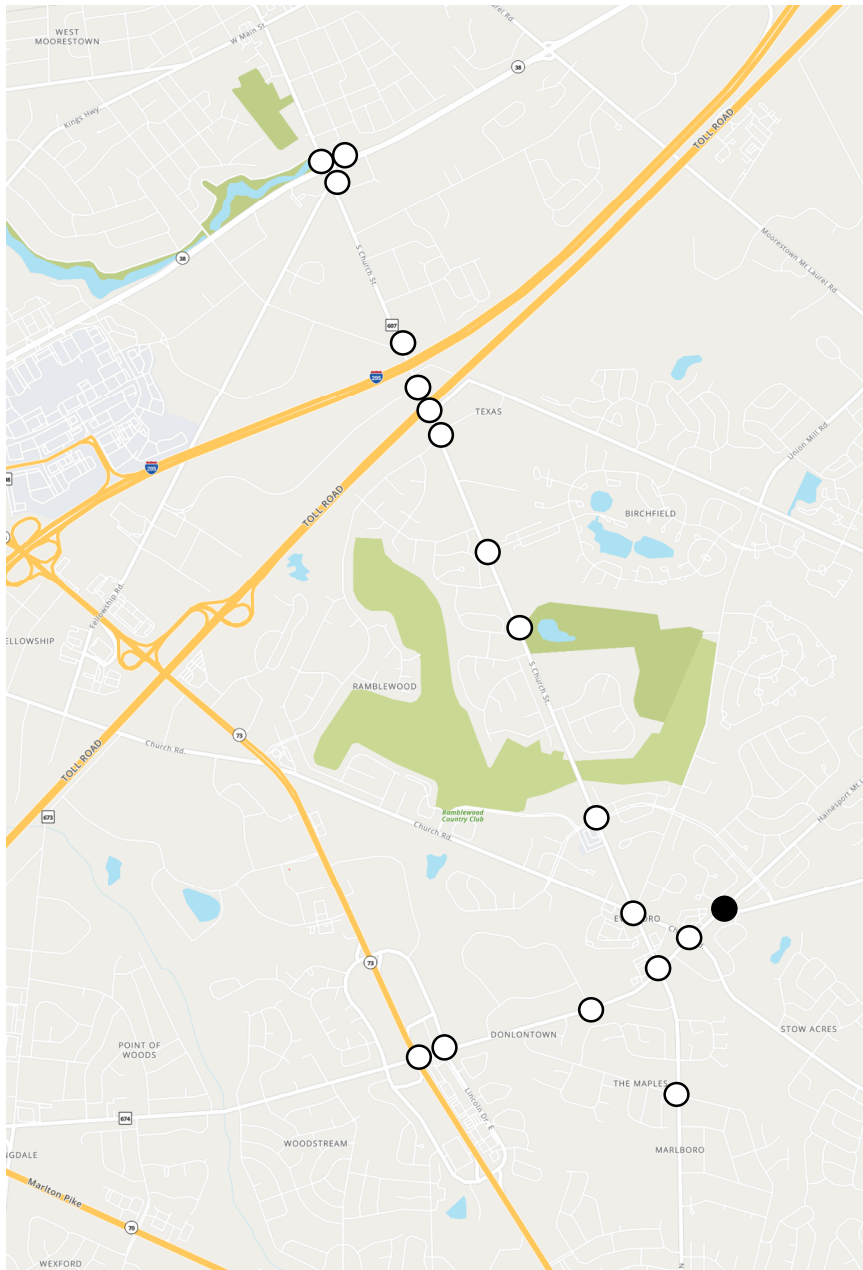 WEST
MOORESTOWN
W Main St.
38
Kings Hwy.
TOLL ROAD
Moorestown Mt Laurel Rd.
38
S Church St
607
295
TEXAS
Union Mill Rd.
295
TOLL ROAD
BIRCHFIELD
Fellowship Rd.
ELLOWSHIP
S Church St.
RAMBLEWOOD
73
Church Rd.
TOLL ROAD
673
Ramblewood
Country Club
Church Rd.
Hainesport Mt L
73
DONLONTOWN
STOW ACRES
POINT OF
WOODS
THE MAPLES
674
Lincoln Dr. E
WOODSTREAM
MARLBORO
NGDALE
Marlton Pike
70
WEXFORD
N